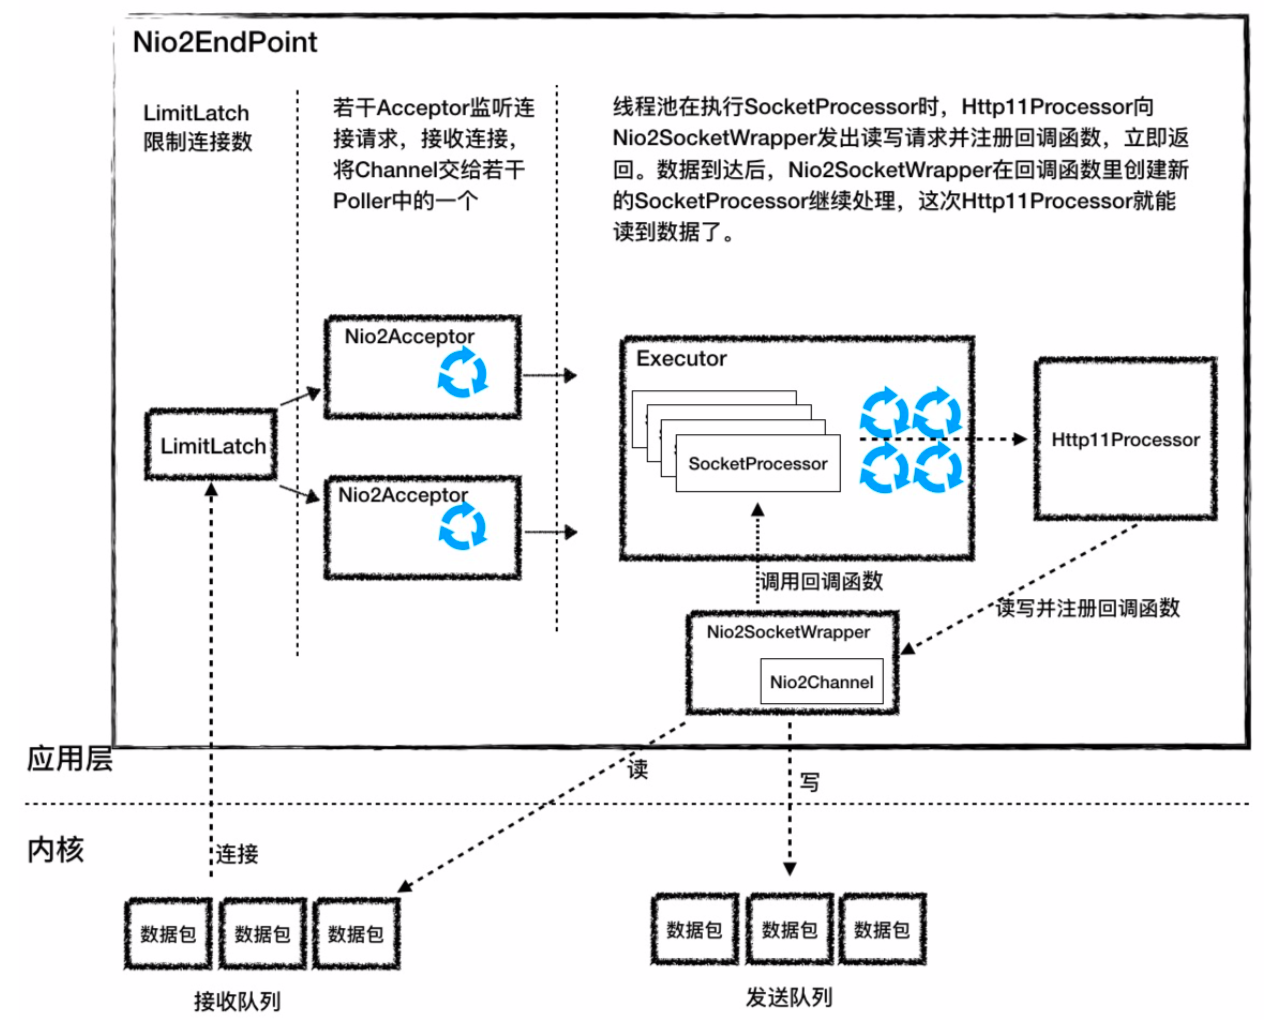 Nio2EndPoint
LimitLatch
限制连接数
若干Acceptor监听连
接请求，接收连接，
将Channel交给若干
Poller中的一个
线程池在执行SocketProcessor时，Http11Processor向
Nio2SocketWrapper发出读写请求并注册回调函数，立即返
回。数据到达后，Nio2SocketWrapper在回调函数里创建新
的SocketProcessor继续处理，这次Http11Processor就能
读到数据了。
Nio2Acceptor
Executor
LimitLatch
SocketProcessor
Http11Processor
Nio2Acceptor
调用回调函数
读写并注册回调函数
Nio2SocketWrapper
Nio2Channel
应用层
读
写
内核
连接
数据包
数据包
数据包
数据包
数据包
数据包
接收队列
发送队列